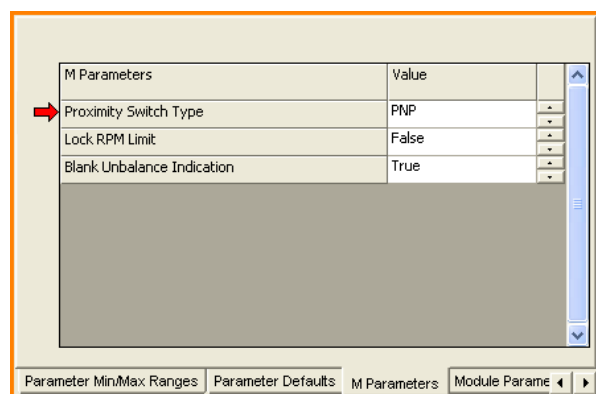 M Parameters Value
Proximity Switch Type PNP
Lock RPM Limit False
Blank Unbalance Indication True
Parameter Min/Max Ranges Parameter Defaults M Parameters Module Parame